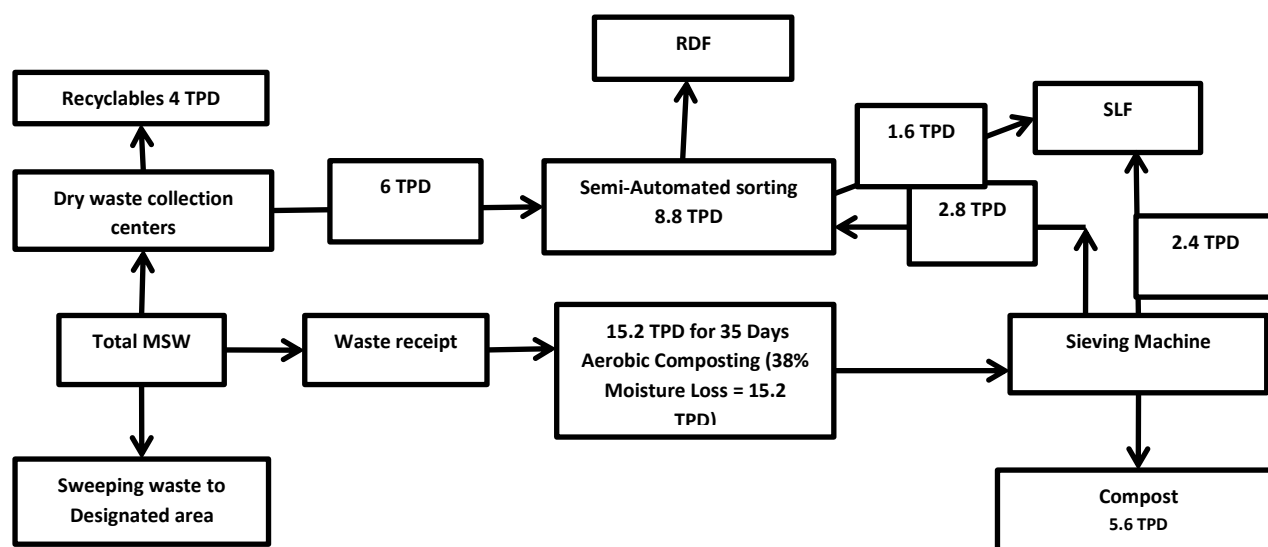 RDF
Recyclables 4 TPD
1.6 TPD
SLF
Dry waste collection
centers
6 TPD
Semi-Automated sorting
8.8 TPD
2.8 TPD
2.4 TPD
Total MSW
Waste receipt
15.2 TPD for 35 Days
Aerobic Composting (38%
Moisture Loss = 15.2
TPD)
Sieving Machine
Sweeping waste to
Designated area
Compost
5.6 TPD